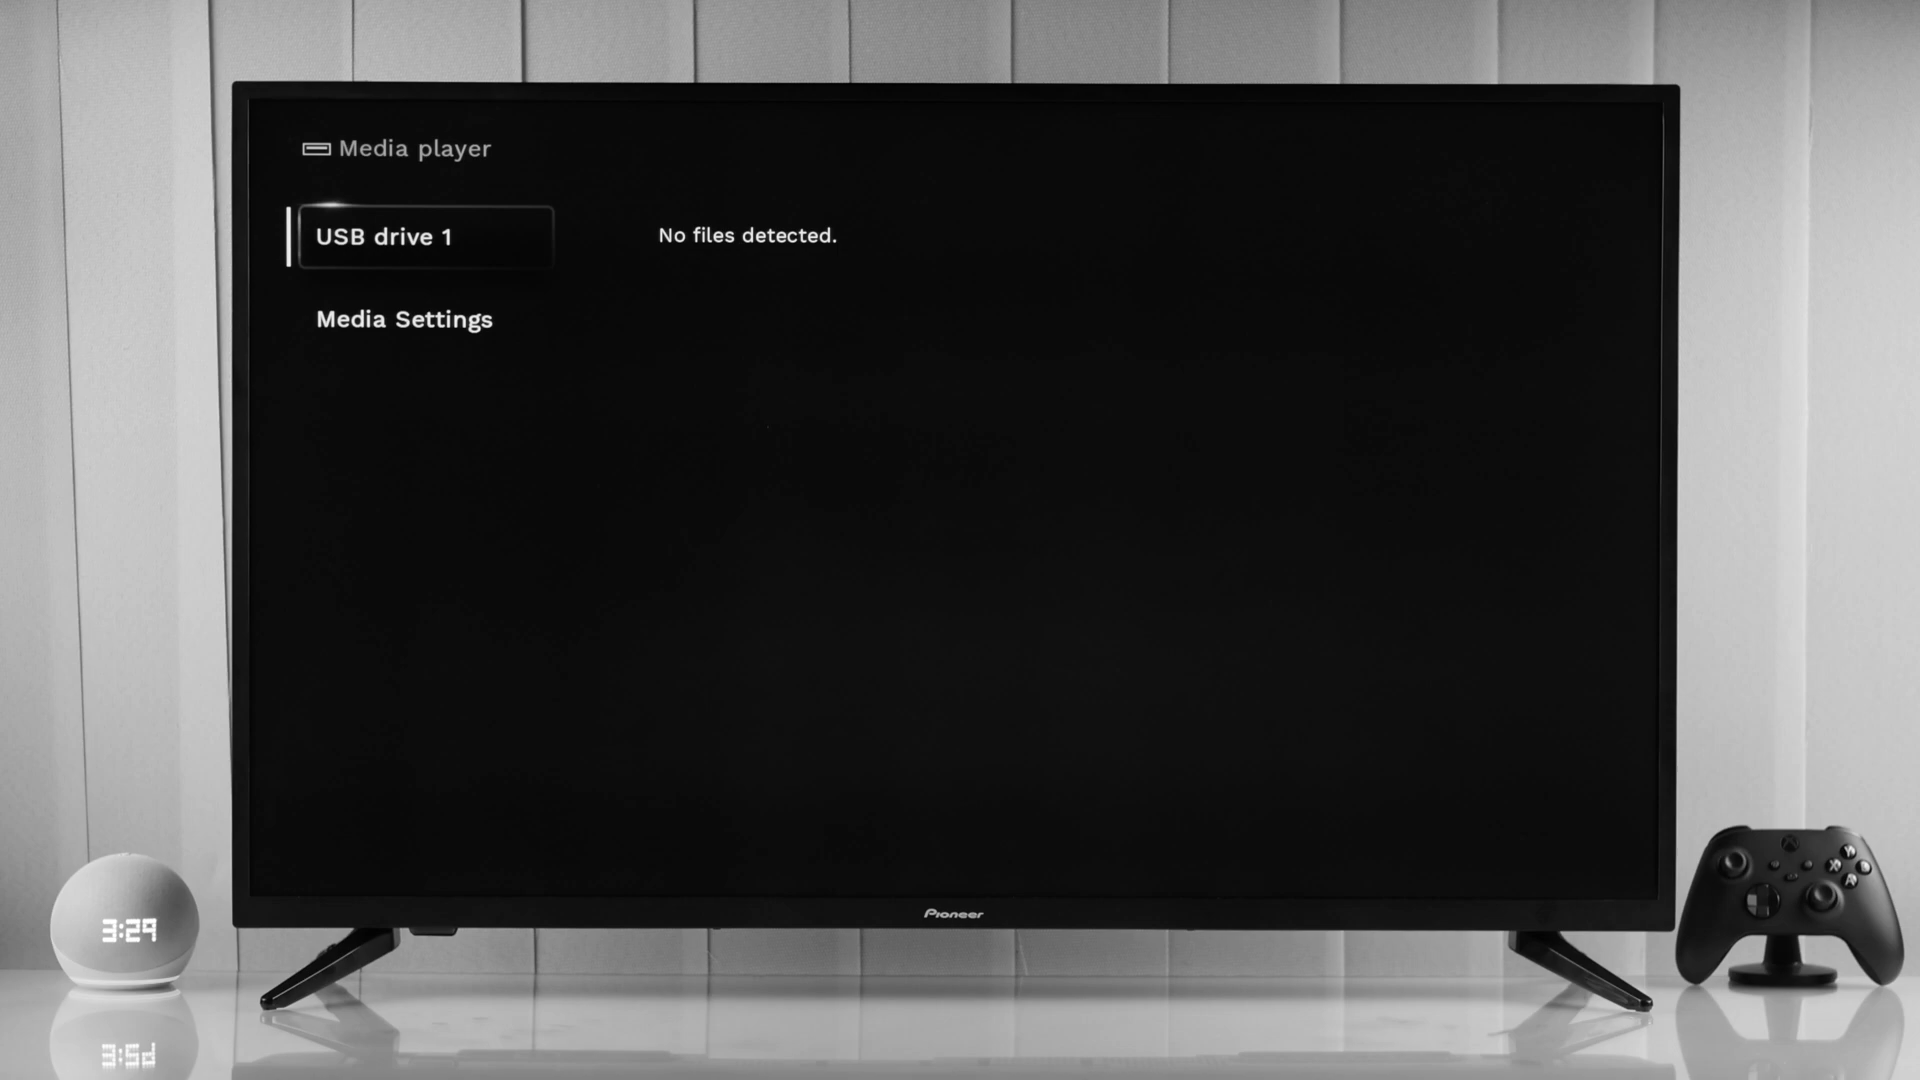 Media player
USB drive 1
No files detected.
Media Settings
Pioneer
3:29
Y
X
B
A